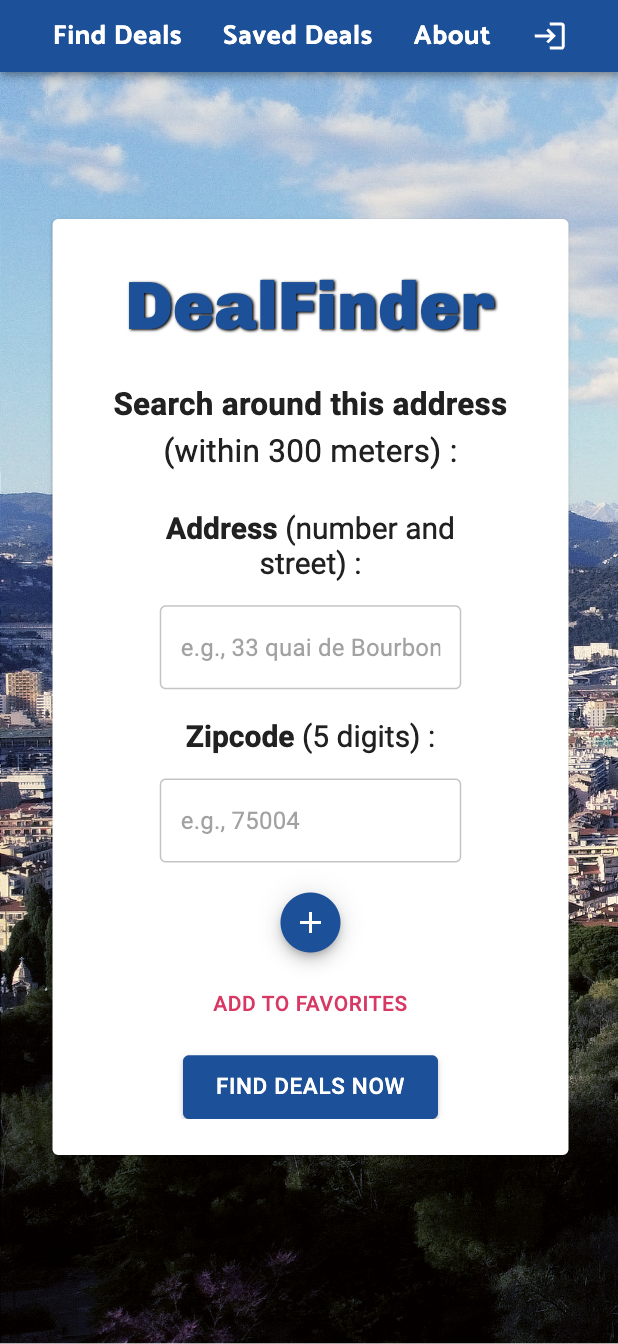 Find Deals Saved Deals About
DealFinder
Search around this address
(within 300 meters) :
Address (number and
street) :
e.g., 33 quai de Bourbon
Zipcode (5 digits) :
e.g., 75004
+
ADD TO FAVORITES
FIND DEALS NOW